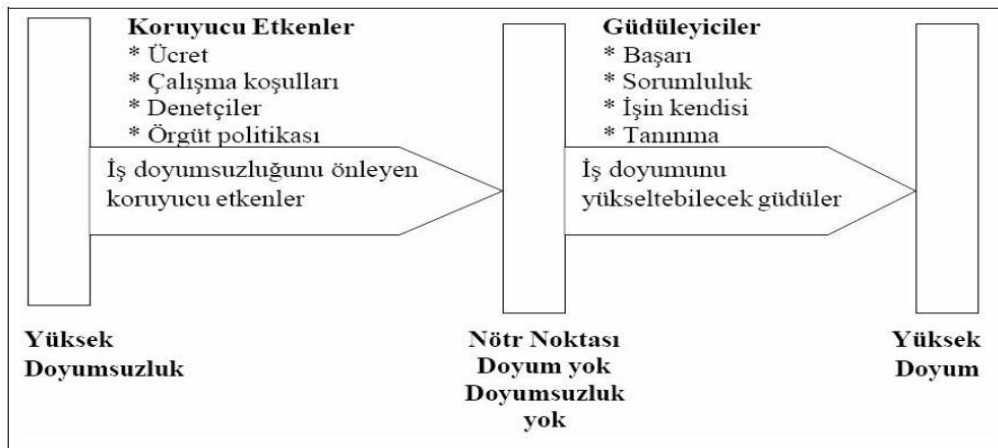 Koruyucu Etkenler
* Ücret
* Çalışma koşulları
* Denetçiler
* Örgüt politikası
İş doyumsuzluğunu önleyen
koruyucu etkenler
Güdüleyiciler
* Başarı
* Sorumluluk
* İşin kendisi
* Tanınma
İş doyumunu
yükseltebilecek güdüler
Yüksek
Doyumsuzluk
Nötr Noktası
Doyum yok
Doyumsuzluk
yok
Yüksek
Doyum